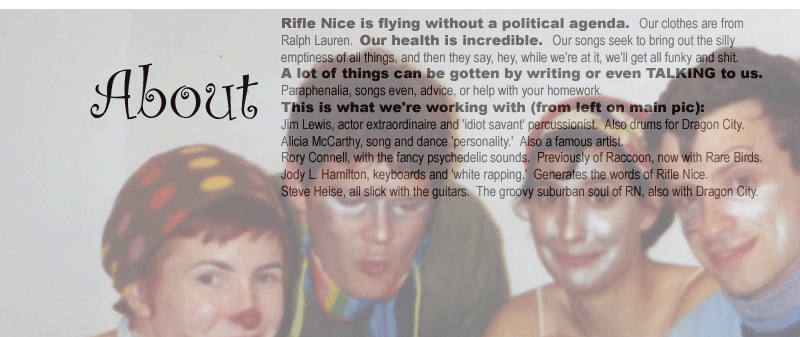 About
Rifle Nice is flying without a political agenda. Our clothes are from
Ralph Lauren. Our health is incredible. Our songs seek to bring out the silly
emptiness of all things, and then they say, hey, while we're at it, we'll get all funky and shit.
A lot of things can be gotten by writing or even TALKING to us.
Paraphenalia, songs even, advice, or help with your homework.
This is what we're working with (from left on main pic):
Jim Lewis, actor extraordinaire and 'idiot savant' percussionist. Also drums for Dragon City.
Alicia McCarthy, song and dance 'personality.' Also a famous artist.
Rory Connell, with the fancy psychedelic sounds. Previously of Raccoon, now with Rare Birds.
Jody L. Hamilton, keyboards and 'white rapping.' Generates the words of Rifle Nice.
Steve Heise, all slick with the guitars. The groovy suburban soul of RN, also with Dragon City.